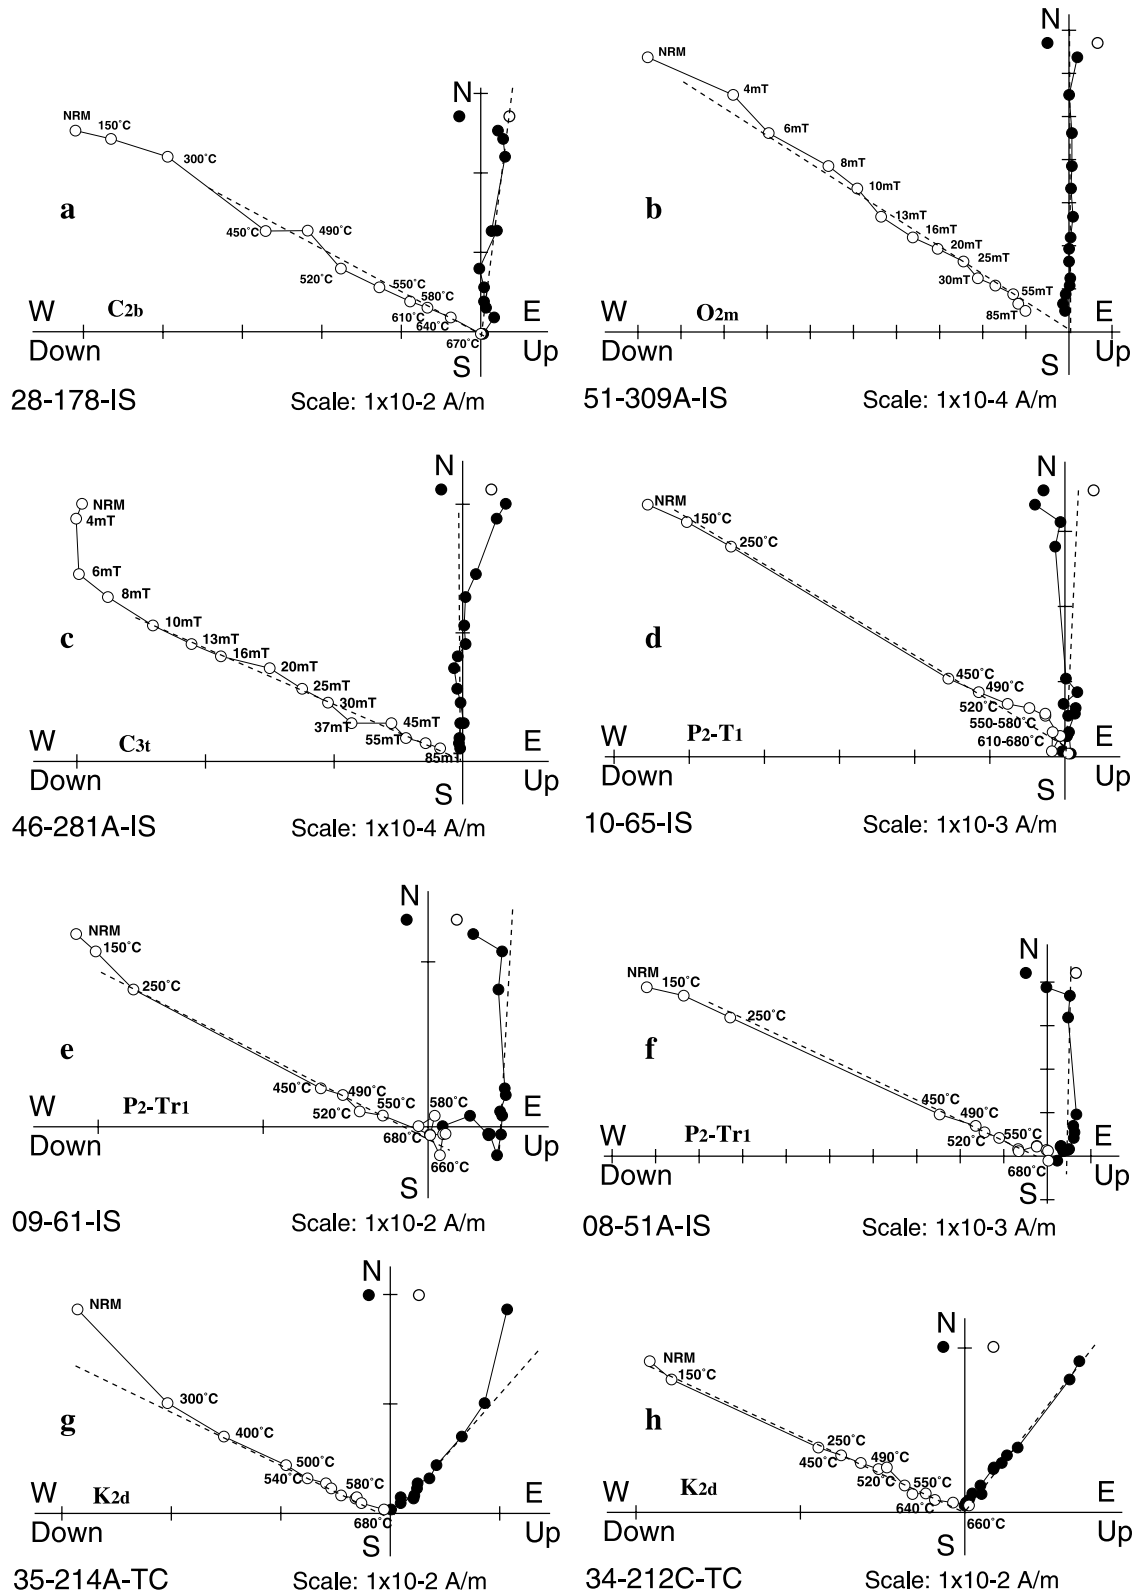 N
NRM
150°C
300°C
a
450°C
490°C
520°C
550°C
580°C
610°C
640°C
670°C
W
C2b
E
Down
Up
S
28-178-IS
Scale: 1x10-2 A/m
N
NRM
4mT
6mT
8mT
b
10mT
13mT
16mT
20mT
25mT
30mT
55mT
85mT
W
O2m
E
Down
Up
S
51-309A-IS
Scale: 1x10-4 A/m
N
NRM
4mT
6mT
8mT
c
10mT
13mT
16mT
20mT
25mT
30mT
37mT
45mT
55mT
85mT
W
C3t
E
Down
Up
S
46-281A-IS
Scale: 1x10-4 A/m
N
NRM
150°C
250°C
d
450°C
490°C
520°C
550-580°C
610-680°C
W
P2-T1
E
Down
Up
S
10-65-IS
Scale: 1x10-3 A/m
N
NRM
150°C
250°C
e
450°C
490°C
520°C
550°C
580°C
680°C
660°C
W
P2-Tr1
E
Down
Up
S
09-61-IS
Scale: 1x10-2 A/m
N
NRM
150°C
250°C
f
450°C
490°C
520°C
550°C
680°C
W
P2-Tr1
E
Down
Up
S
08-51A-IS
Scale: 1x10-3 A/m
N
NRM
300°C
g
400°C
500°C
540°C
580°C
680°C
W
K2d
E
Down
Up
S
35-214A-TC
Scale: 1x10-2 A/m
N
NRM
150°C
h
250°C
450°C
490°C
520°C
550°C
640°C
660°C
W
K2d
E
Down
Up
S
34-212C-TC
Scale: 1x10-2 A/m